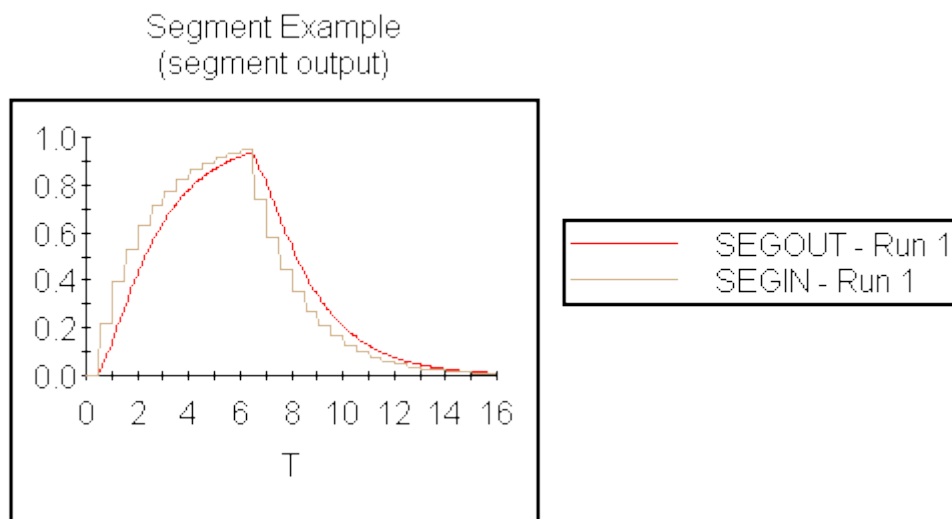 Segment Example
(segment output)
1.0
0.8
0.6
0.4
0.2
0.0
0 2 4 6 8 10 12 14 16
T
SEGOUT - Run 1
SEGIN - Run 1